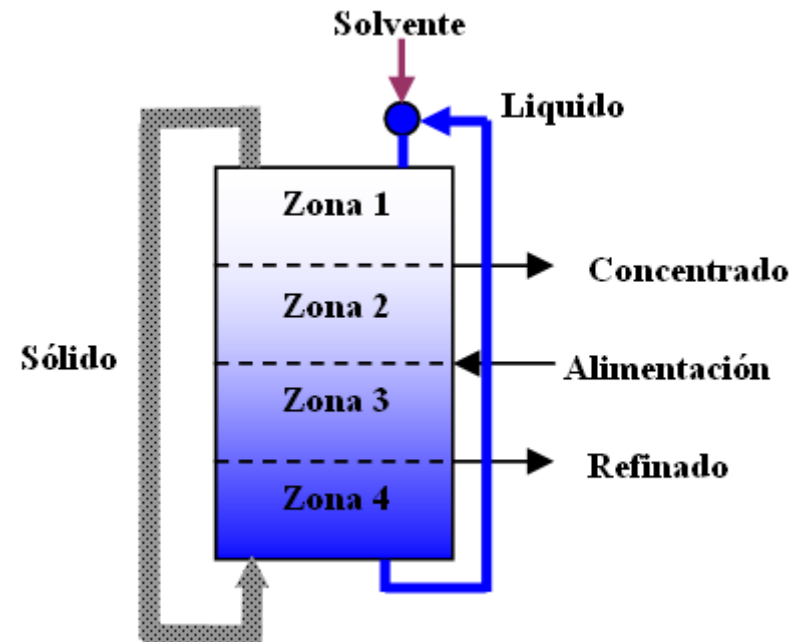 Solvente
Liquido
Zona 1
Concentrado
Zona 2
Sólido
Alimentación
Zona 3
Refinado
Zona 4